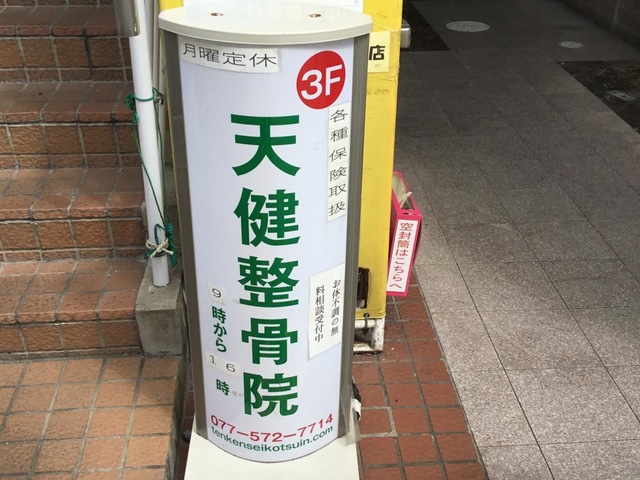 月曜定休
3F
店
各種保険取扱
天健整骨院
お体不調の無
料相談受付中
9時から
16時
077-572-7714
tenkenseikotsuin.com
空封筒はこちらへ